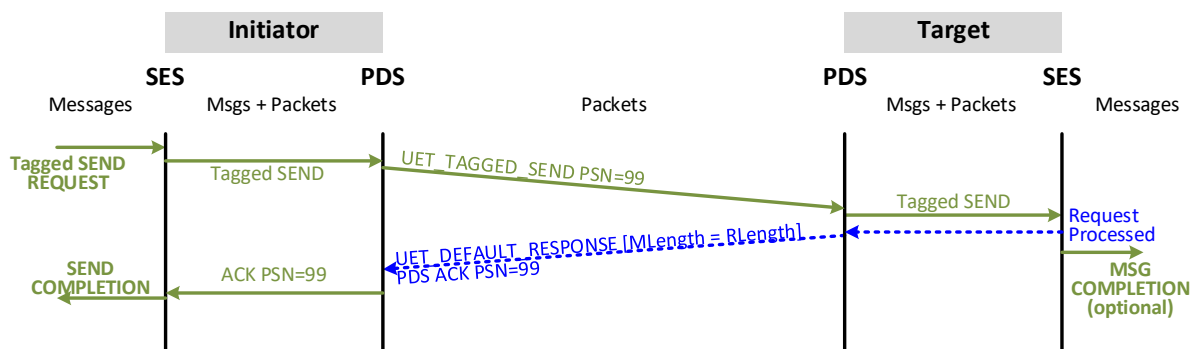 Initiator
Target
SES
PDS
PDS
SES
Messages
Msgs + Packets
Packets
Msgs + Packets
Messages
Tagged SEND
REQUEST
Tagged SEND
UET_TAGGED_SEND PSN=99
Tagged SEND
Request
Processed
UET_DEFAULT_RESPONSE [MLength = RLength]
PDS ACK PSN=99
SEND
COMPLETION
ACK PSN=99
MSG
COMPLETION
(optional)